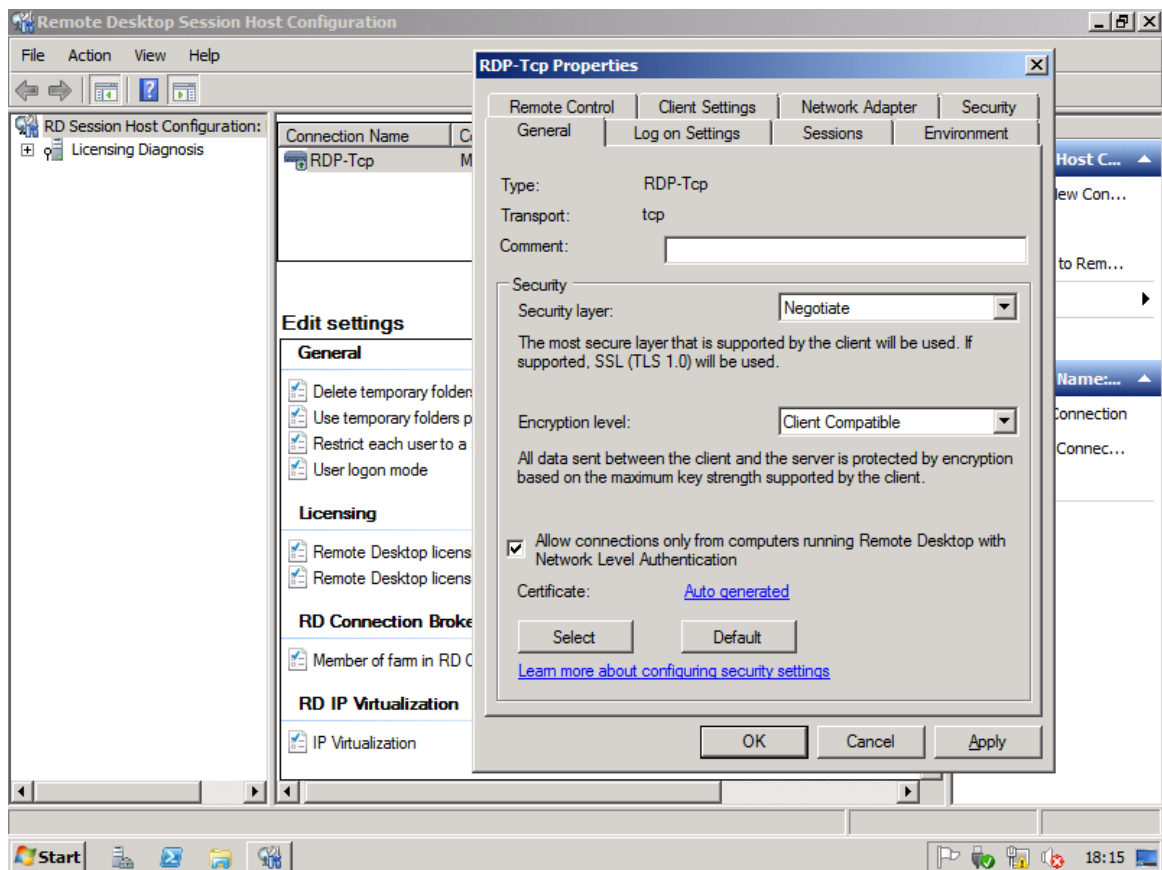 Remote Desktop Session Host Configuration
File Action View Help
RD Session Host Configuration:
Licensing Diagnosis
Connection Name
RDP-Tcp
Edit settings
General
Delete temporary folders
Use temporary folders p
Restrict each user to a
User logon mode
Licensing
Remote Desktop licens
Remote Desktop license
RD Connection Broke
Member of farm in RD C
RD IP Virtualization
IP Virtualization
RDP-Tcp Properties
Remote Control Client Settings Network Adapter Security
General Log on Settings Sessions Environment
Type: RDP-Tcp
Transport: tcp
Comment:
Security
Security layer: Negotiate
The most secure layer that is supported by the client will be used. If
supported, SSL (TLS 1.0) will be used.
Encryption level: Client Compatible
All data sent between the client and the server is protected by encryption
based on the maximum key strength supported by the client.
Allow connections only from computers running Remote Desktop with
Network Level Authentication
Certificate: Auto generated
Select Default
Learn more about configuring security settings
OK Cancel Apply
Host C...
New Con...
to Rem...
Name:...
Connection
Connec...
Start 18:15